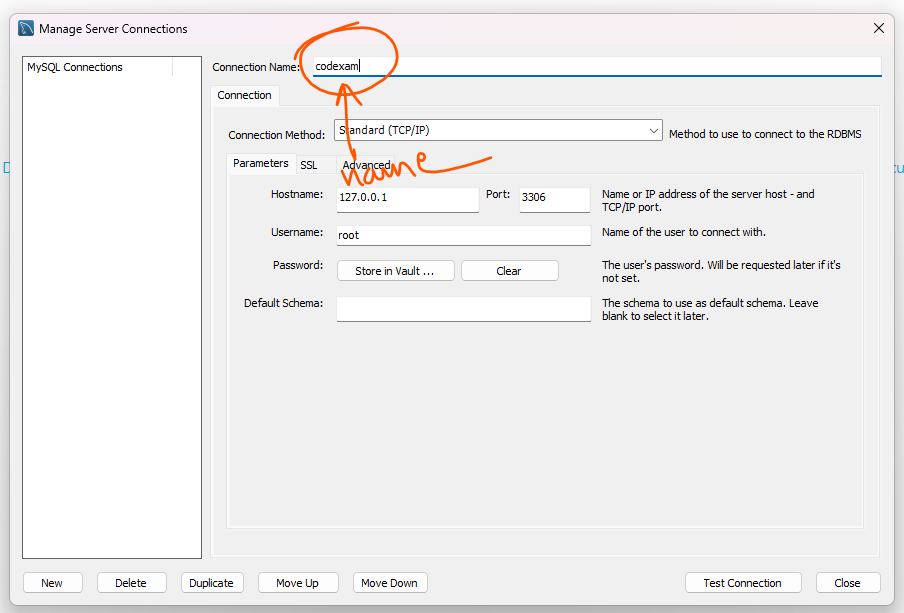 Manage Server Connections
MySQL Connections
Connection Name: codexam
Connection
Connection Method: Standard (TCP/IP) Method to use to connect to the RDBMS
Parameters SSL Advanced
name
Hostname: 127.0.0.1 Port: 3306 Name or IP address of the server host - and
TCP/IP port.
Username: root Name of the user to connect with.
Password: Store in Vault ... Clear The user's password. Will be requested later if it's
not set.
Default Schema: The schema to use as default schema. Leave
blank to select it later.
New Delete Duplicate Move Up Move Down Test Connection Close